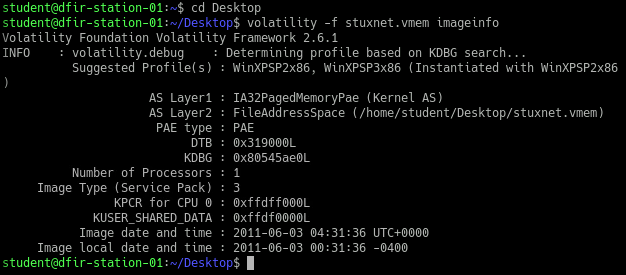 student@dfir-station-01:~$ cd Desktop
student@dfir-station-01:~/Desktop$ volatility -f stuxnet.vmem imageinfo
Volatility Foundation Volatility Framework 2.6.1
INFO    : volatility.debug    : Determining profile based on KDBG search...
          Suggested Profile(s) : WinXPSP2x86, WinXPSP3x86 (Instantiated with WinXPSP2x86
)
                     AS Layer1 : IA32PagedMemoryPae (Kernel AS)
                     AS Layer2 : FileAddressSpace (/home/student/Desktop/stuxnet.vmem)
                      PAE type : PAE
                           DTB : 0x319000L
                          KDBG : 0x80545ae0L
          Number of Processors : 1
     Image Type (Service Pack) : 3
                KPCR for CPU 0 : 0xffdff000L
             KUSER_SHARED_DATA : 0xffdf0000L
           Image date and time : 2011-06-03 04:31:36 UTC+0000
     Image local date and time : 2011-06-03 00:31:36 -0400
student@dfir-station-01:~/Desktop$